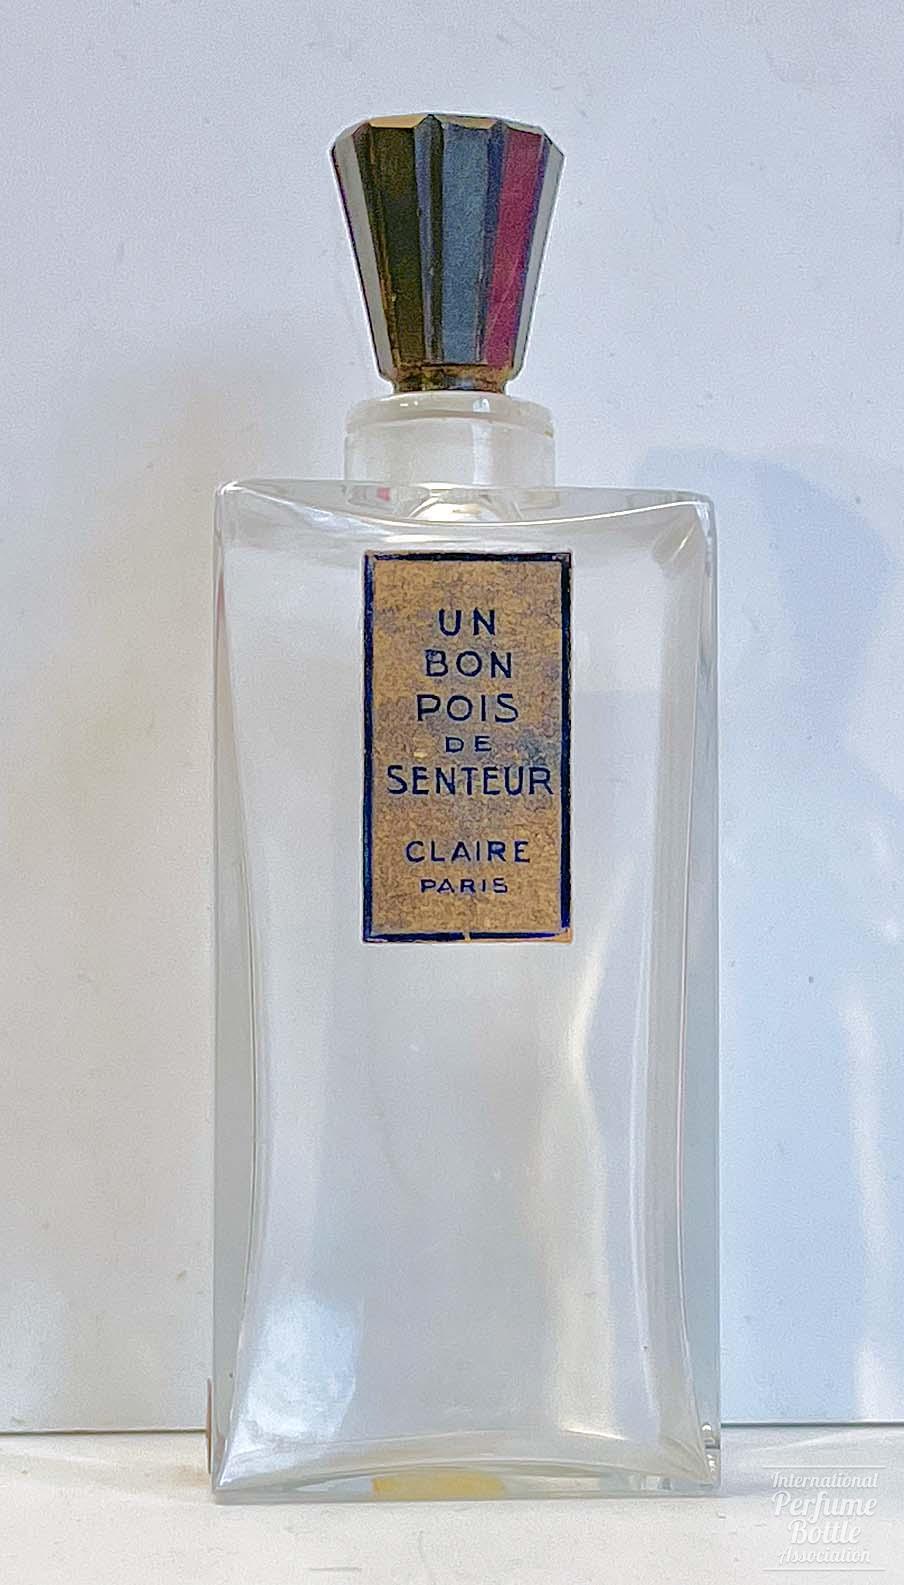 UN
BON
POIS
DE
SENTEUR
CLAIRE
PARIS
International
Perfume
Bottle
Association